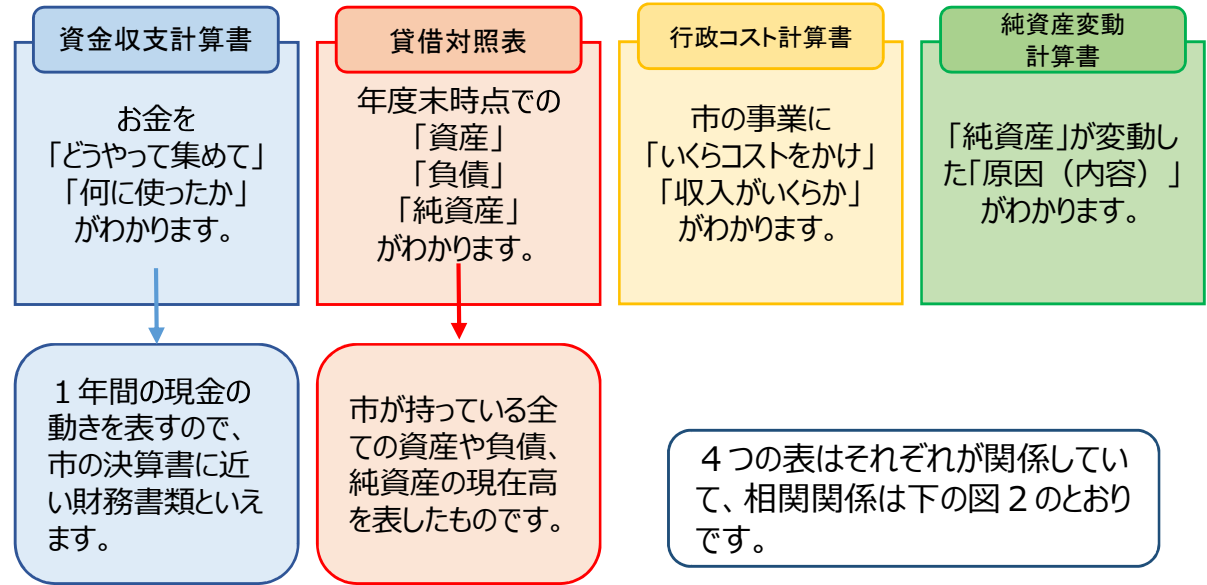 資金収支計算書
お金を
「どうやって集めて」
「何に使ったか」
がわかります。
１年間の現金の
動きを表すので、
市の決算書に近
い財務書類といえ
ます。
貸借対照表
年度末時点での
「資産」
「負債」
「純資産」
がわかります。
市が持っている全
ての資産や負債、
純資産の現在高
を表したものです。
行政コスト計算書
市の事業に
「いくらコストをかけ」
「収入がいくらか」
がわかります。
純資産変動
計算書
「純資産」が変動し
た「原因（内容）」
がわかります。
４つの表はそれぞれが関係してい
て、相関関係は下の図２のとおり
です。